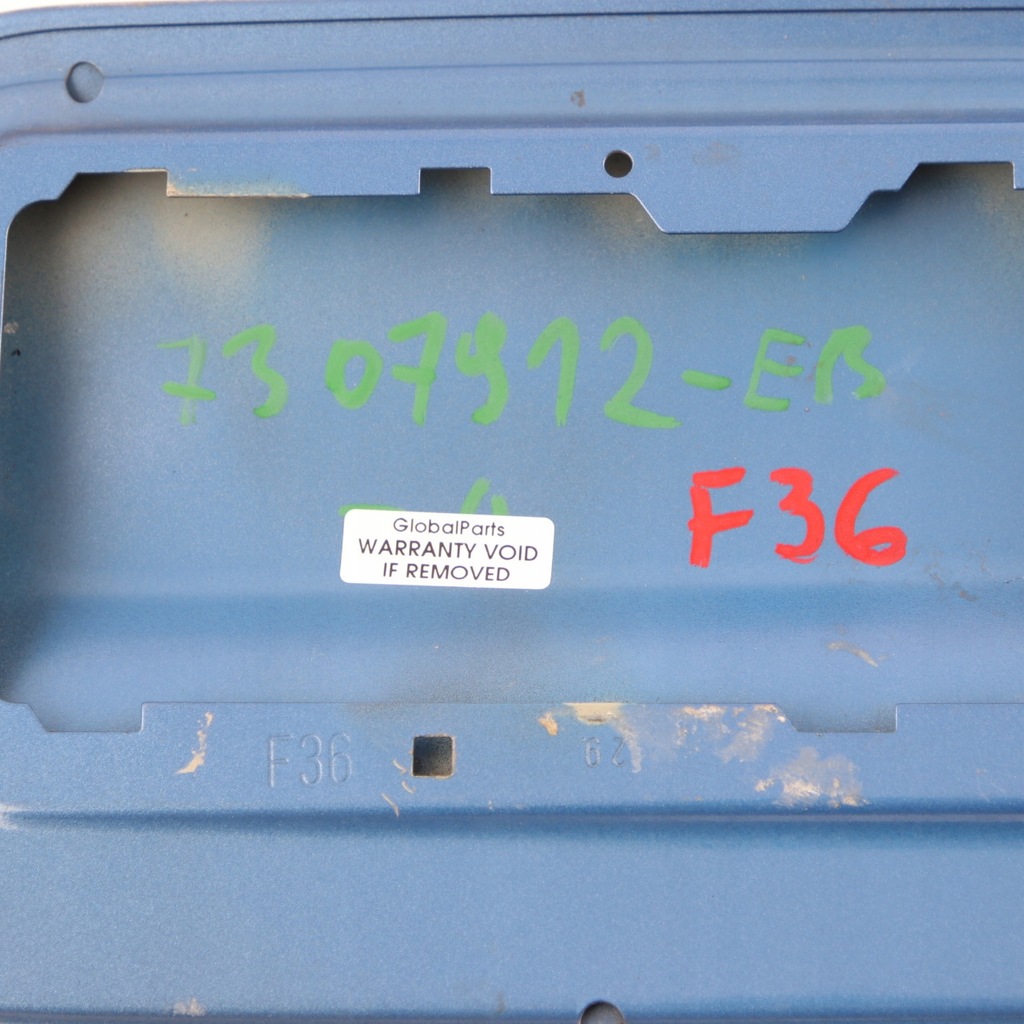 7307912-EB
F36
GlobalParts
WARRANTY VOID
IF REMOVED
F36